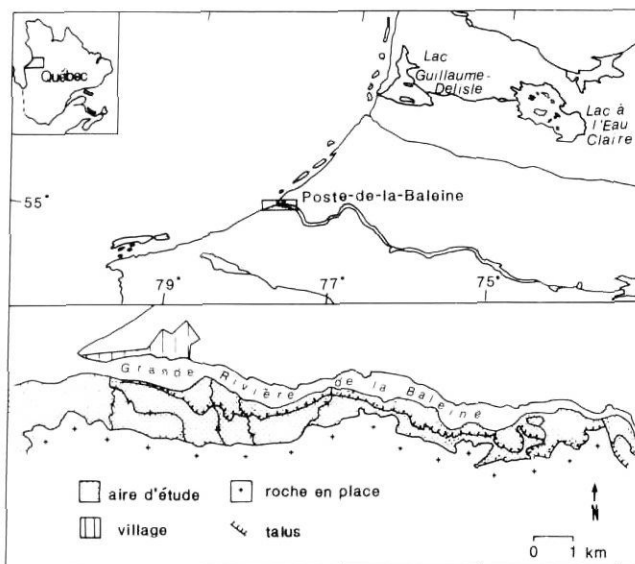 Québec
Lac
Guillaume-
Delisle
Lac à
l'Eau
Claire
55°
Poste-de-la-Baleine
79°
77°
75°
Grande Rivière de la Baleine
aire d'étude
roche en place
village
talus
N
0 1 km